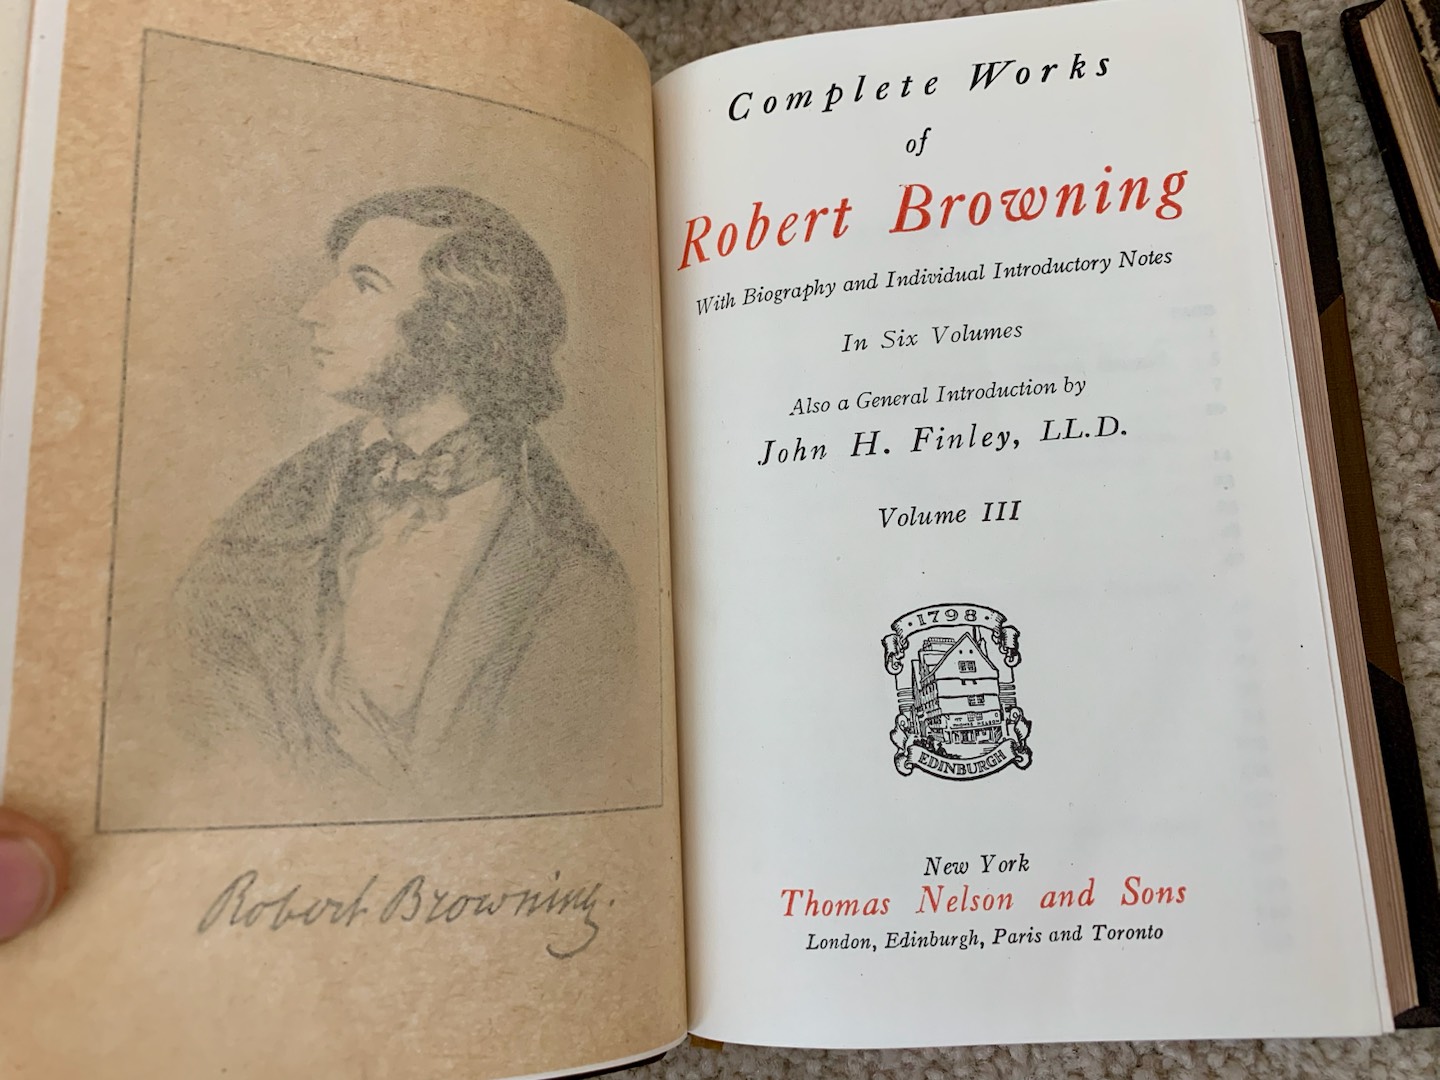 Robert Browning.
Complete Works
of
Robert Browning
With Biography and Individual Introductory Notes
In Six Volumes
Also a General Introduction by
John H. Finley, LL.D.
Volume III
· 1798 ·
THOMAS NELSON
EDINBURGH
New York
Thomas Nelson and Sons
London, Edinburgh, Paris and Toronto